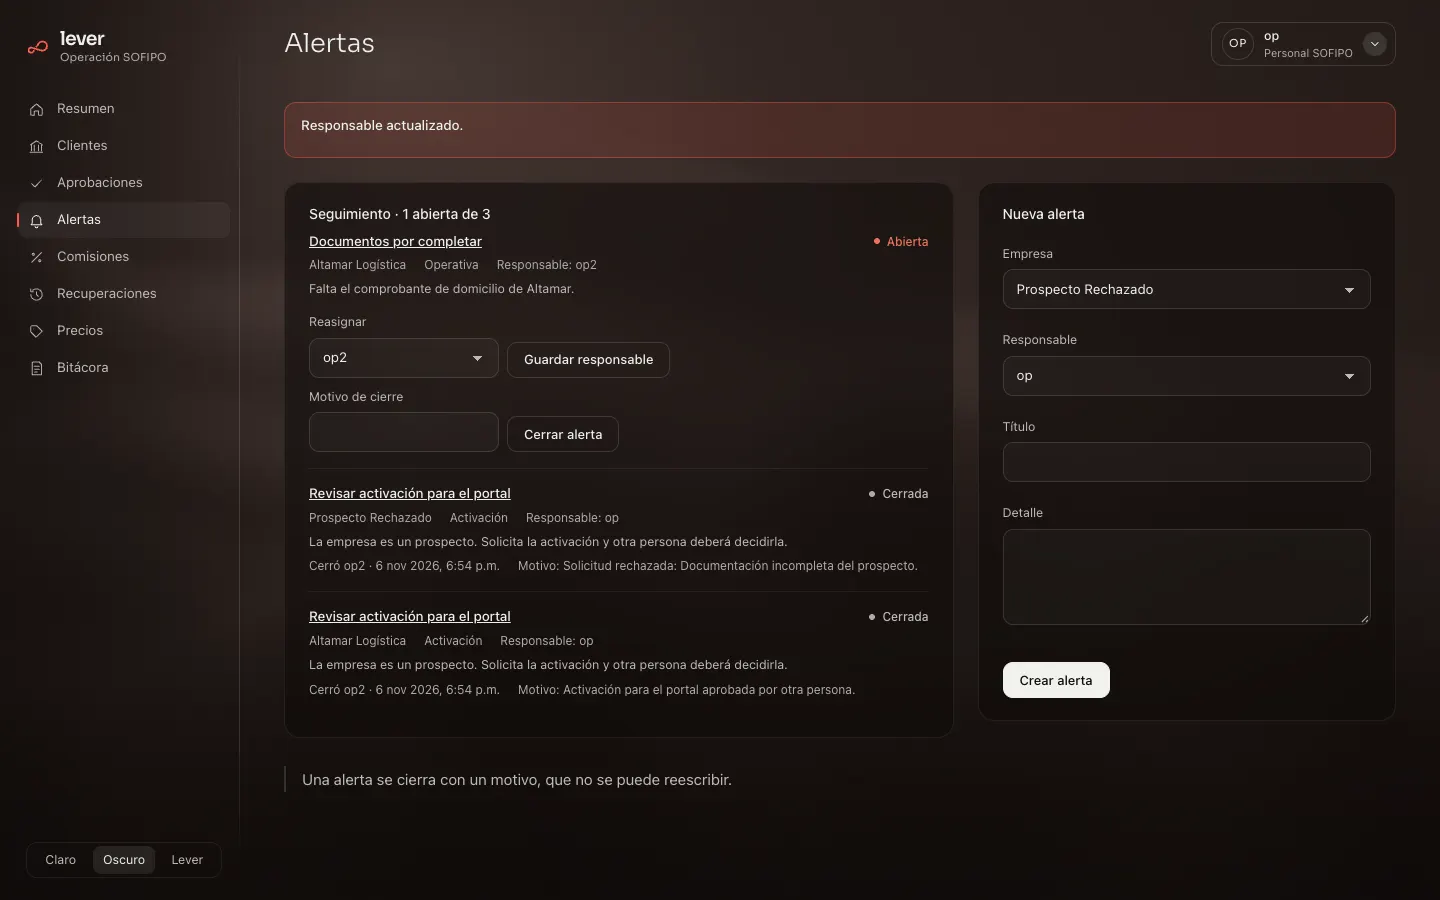 lever
Operación SOFIPO
Resumen
Clientes
Aprobaciones
Alertas
Comisiones
Recuperaciones
Precios
Bitácora
Claro
Oscuro
Lever
Alertas
OP
op
Personal SOFIPO
Responsable actualizado.
Seguimiento · 1 abierta de 3
Documentos por completar
Abierta
Altamar Logística Operativa Responsable: op2
Falta el comprobante de domicilio de Altamar.
Reasignar
op2
Guardar responsable
Motivo de cierre
Cerrar alerta
Revisar activación para el portal
Cerrada
Prospecto Rechazado Activación Responsable: op
La empresa es un prospecto. Solicita la activación y otra persona deberá decidirla.
Cerró op2 · 6 nov 2026, 6:54 p.m. Motivo: Solicitud rechazada: Documentación incompleta del prospecto.
Revisar activación para el portal
Cerrada
Altamar Logística Activación Responsable: op
La empresa es un prospecto. Solicita la activación y otra persona deberá decidirla.
Cerró op2 · 6 nov 2026, 6:54 p.m. Motivo: Activación para el portal aprobada por otra persona.
Nueva alerta
Empresa
Prospecto Rechazado
Responsable
op
Título
Detalle
Crear alerta
Una alerta se cierra con un motivo, que no se puede reescribir.